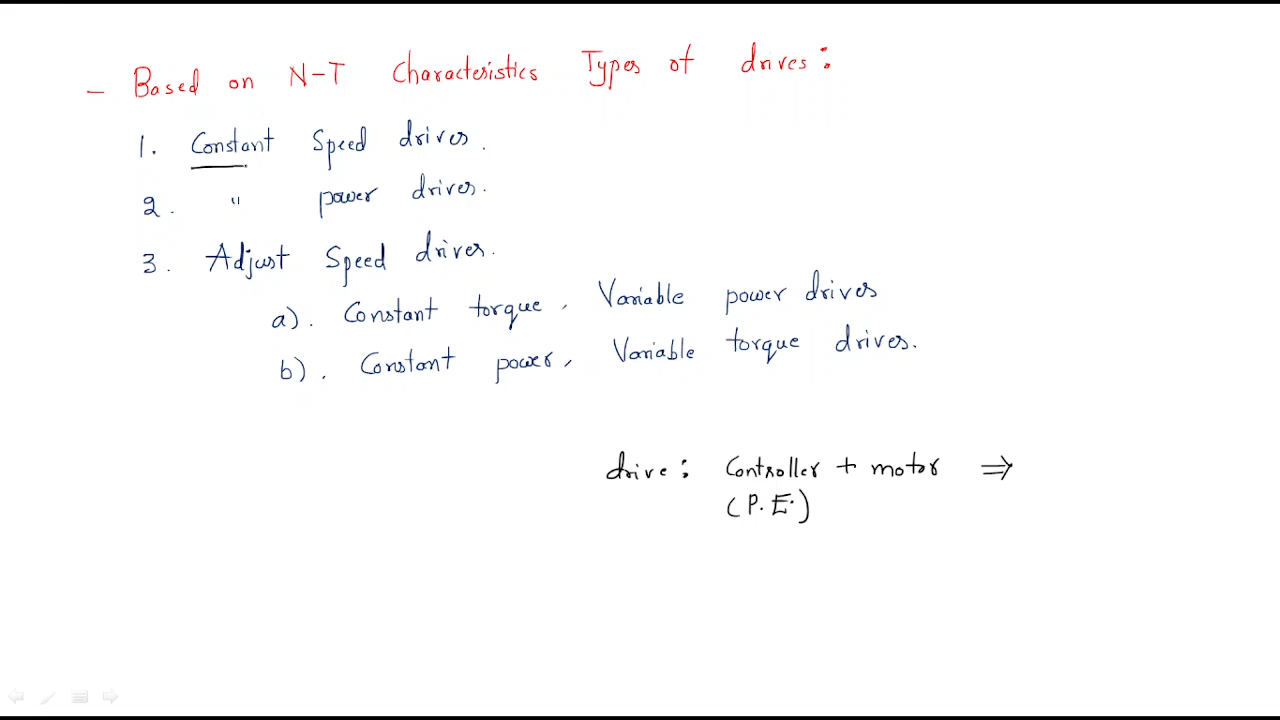 - Based on N-T Characteristics Types of drives:
1. Constant Speed drives.
2. " power drives.
3. Adjust Speed drives.
a). Constant torque, Variable power drives
b). Constant power, Variable torque drives.
drive: Controller + motor ⇒
(P.E.)